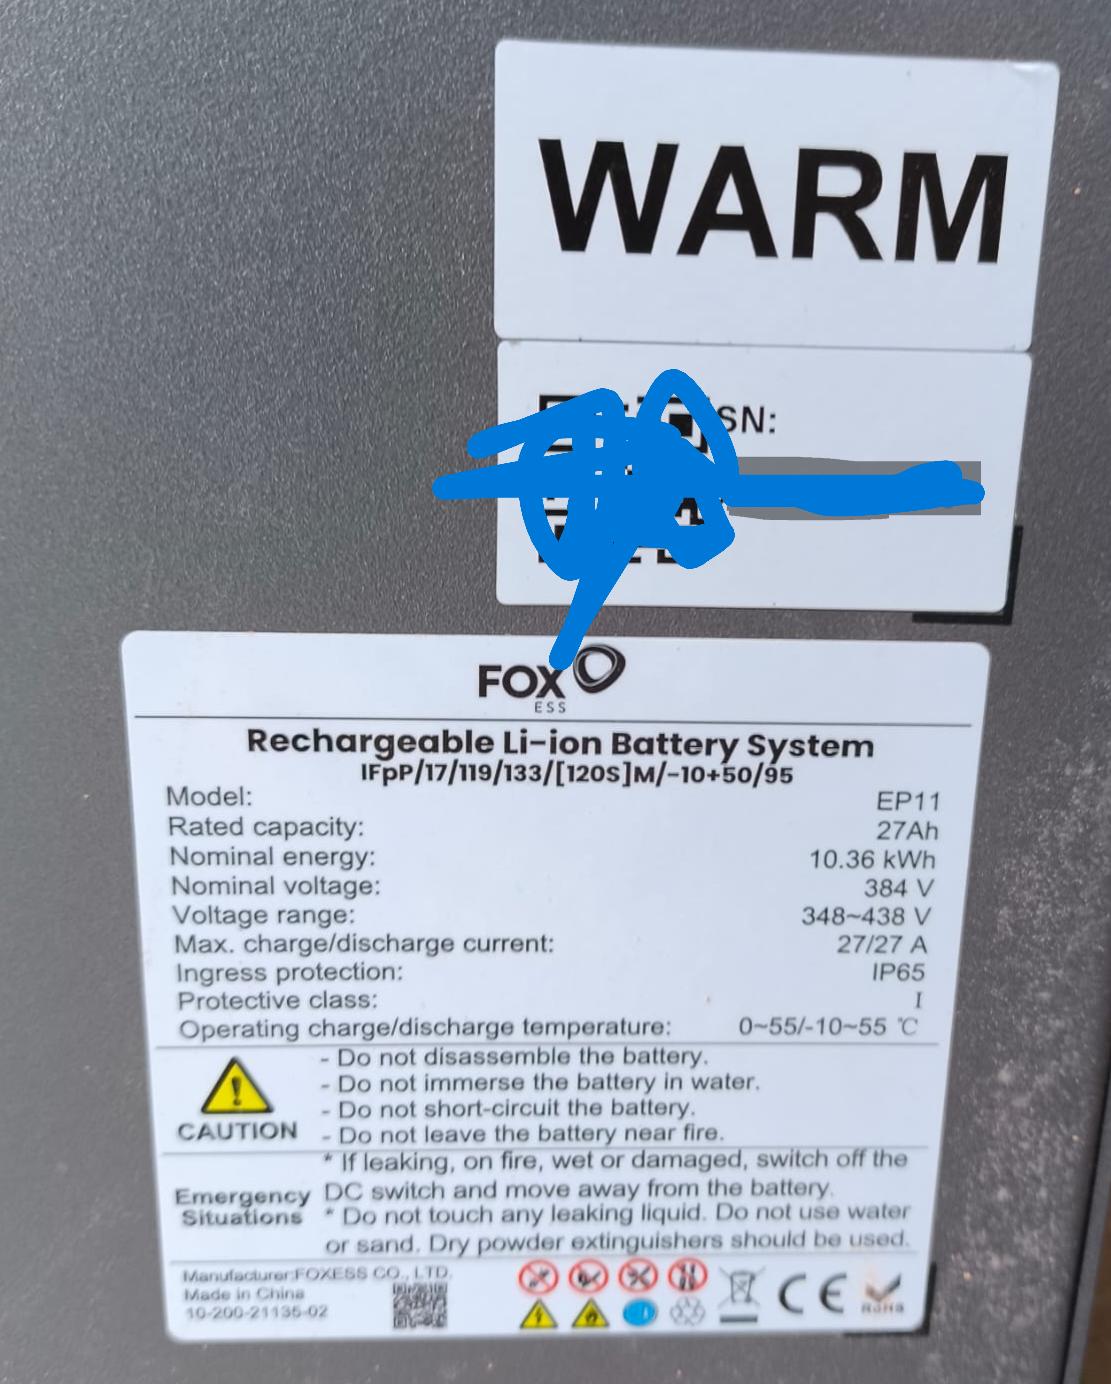 WARM
SN:
FOX
ESS
Rechargeable Li-ion Battery System
IFpP/17/119/133/[120S]M/-10+50/95
Model: EP11
Rated capacity: 27Ah
Nominal energy: 10.36 kWh
Nominal voltage: 384 V
Voltage range: 348~438 V
Max. charge/discharge current: 27/27 A
Ingress protection: IP65
Protective class: I
Operating charge/discharge temperature: 0~55/-10~55 ℃
CAUTION
- Do not disassemble the battery.
- Do not immerse the battery in water.
- Do not short-circuit the battery.
- Do not leave the battery near fire.
Emergency
Situations
* If leaking, on fire, wet or damaged, switch off the
DC switch and move away from the battery.
* Do not touch any leaking liquid. Do not use water
or sand. Dry powder extinguishers should be used.
Manufacturer:FOXESS CO., LTD.
Made in China
10-200-21135-02
CE
RoHS